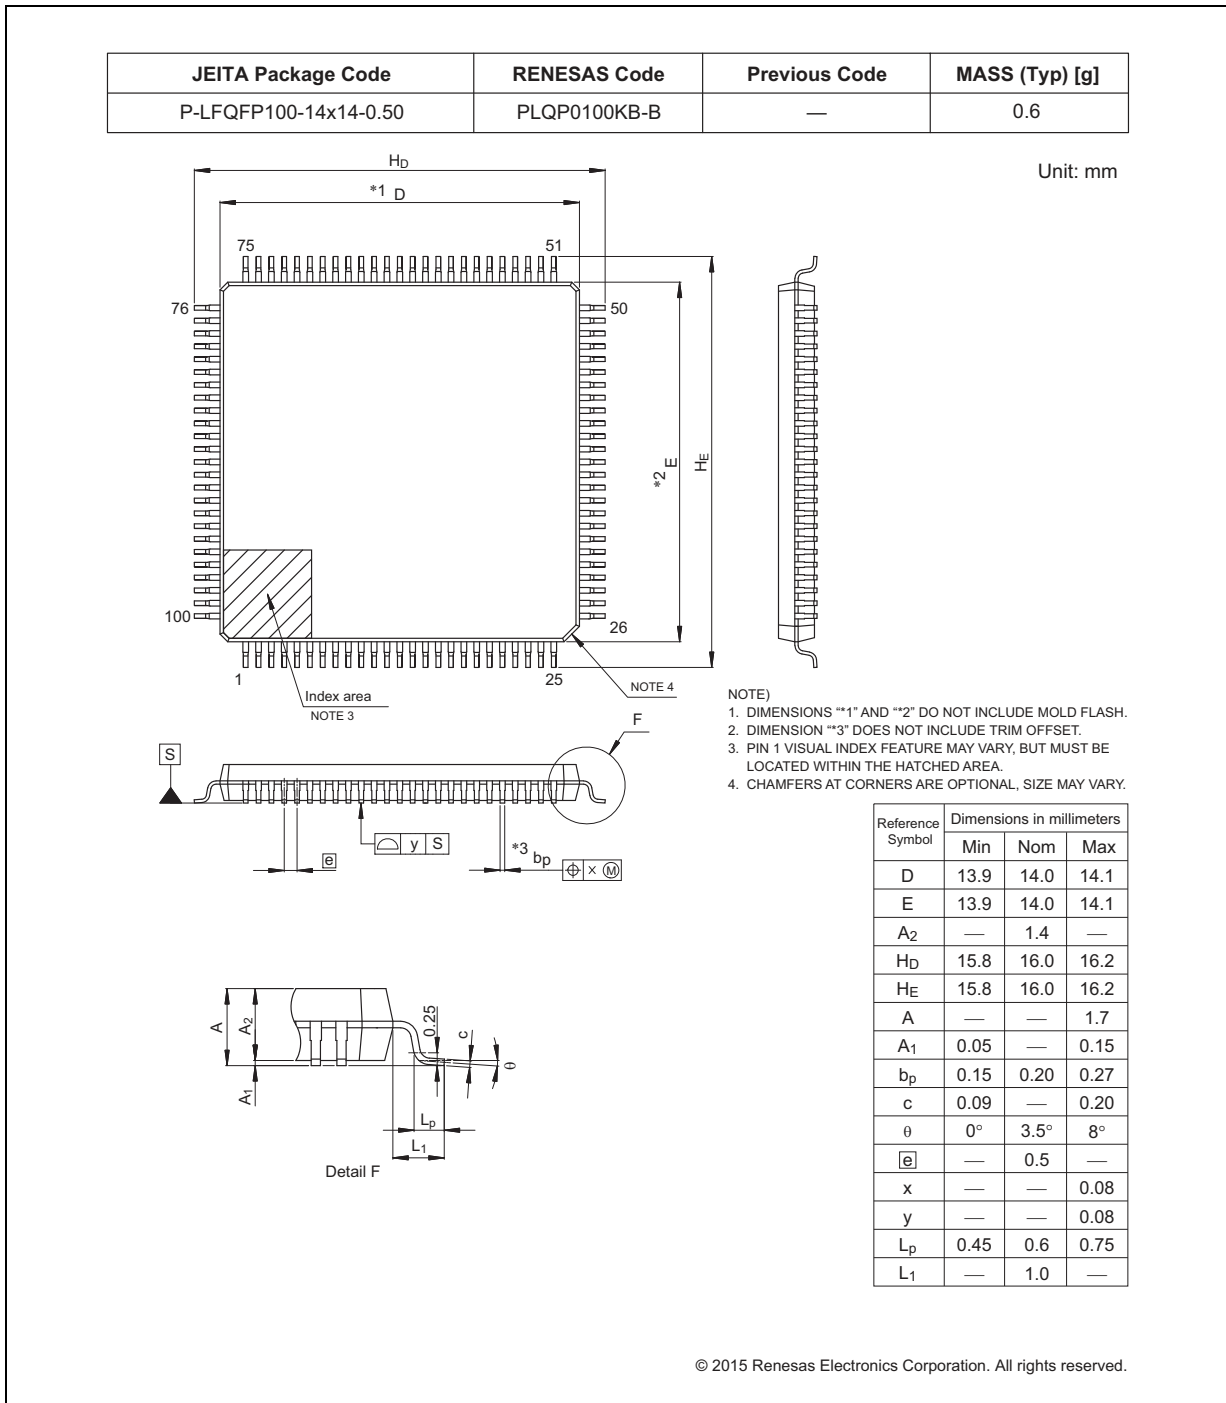 JEITA Package Code RENESAS Code Previous Code MASS (Typ) [g]
P-LFQFP100-14x14-0.50 PLQP0100KB-B — 0.6
Unit: mm
HD
*1 D
75 51
76 50
*2 E
HE
100 26
1 25
Index area
NOTE 3
NOTE 4
NOTE)
1. DIMENSIONS “*1” AND “*2” DO NOT INCLUDE MOLD FLASH.
2. DIMENSION “*3” DOES NOT INCLUDE TRIM OFFSET.
3. PIN 1 VISUAL INDEX FEATURE MAY VARY, BUT MUST BE
LOCATED WITHIN THE HATCHED AREA.
4. CHAMFERS AT CORNERS ARE OPTIONAL, SIZE MAY VARY.
F
S
y S
e
*3 bp
x M
A
A2
A1
0.25
c
θ
Lp
L1
Detail F
Reference Symbol Dimensions in millimeters
Min Nom Max
D 13.9 14.0 14.1
E 13.9 14.0 14.1
A2 — 1.4 —
HD 15.8 16.0 16.2
HE 15.8 16.0 16.2
A — — 1.7
A1 0.05 — 0.15
bp 0.15 0.20 0.27
c 0.09 — 0.20
θ 0° 3.5° 8°
e — 0.5 —
x — — 0.08
y — — 0.08
Lp 0.45 0.6 0.75
L1 — 1.0 —
© 2015 Renesas Electronics Corporation. All rights reserved.